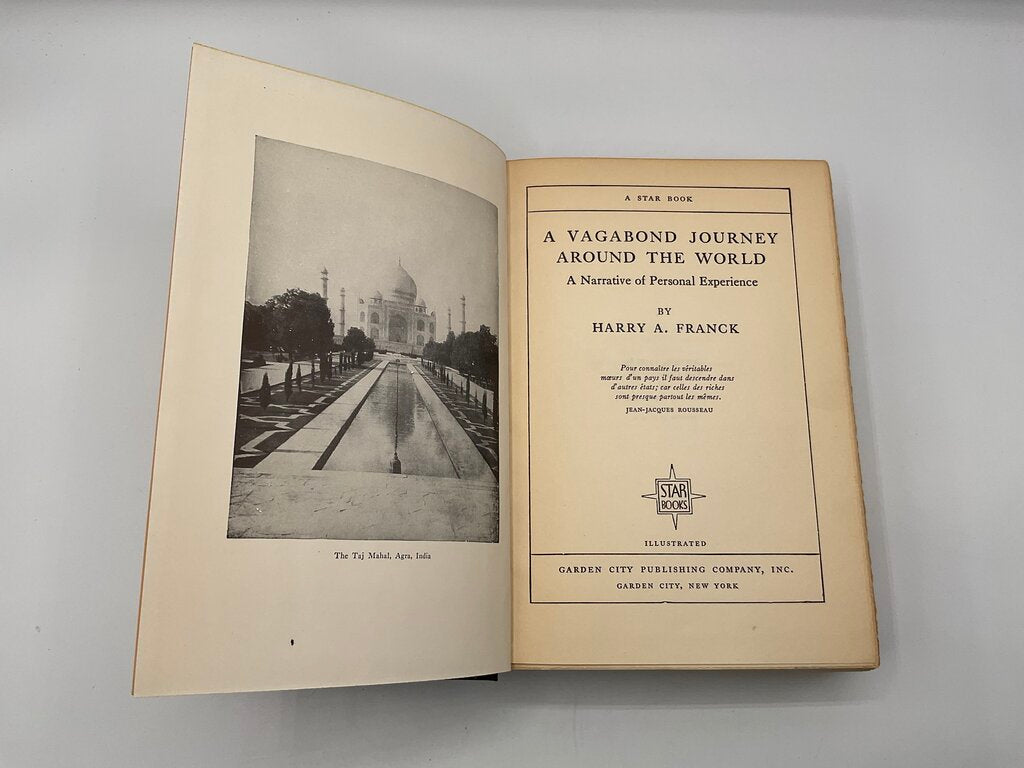 The Taj Mahal, Agra, India
A STAR BOOK
A VAGABOND JOURNEY
AROUND THE WORLD
A Narrative of Personal Experience
BY
HARRY A. FRANCK
Pour connaître les véritables
mœurs d'un pays il faut descendre dans
d'autres états; car celles des riches
sont presque partout les mêmes.
JEAN-JACQUES ROUSSEAU
STAR
BOOKS
ILLUSTRATED
GARDEN CITY PUBLISHING COMPANY, INC.
GARDEN CITY, NEW YORK